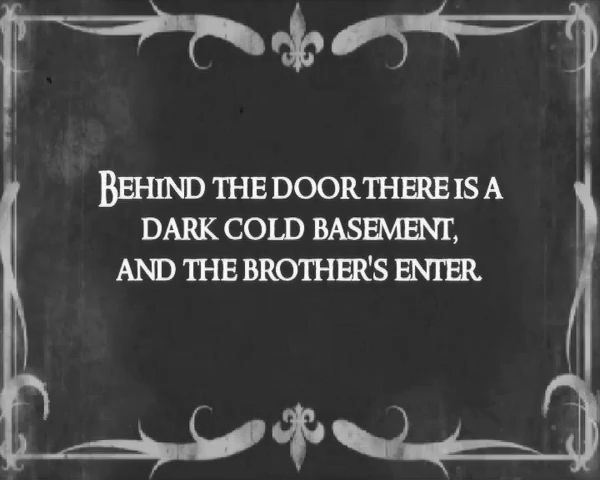 BEHIND THE DOOR THERE IS A
DARK COLD BASEMENT,
AND THE BROTHER'S ENTER.